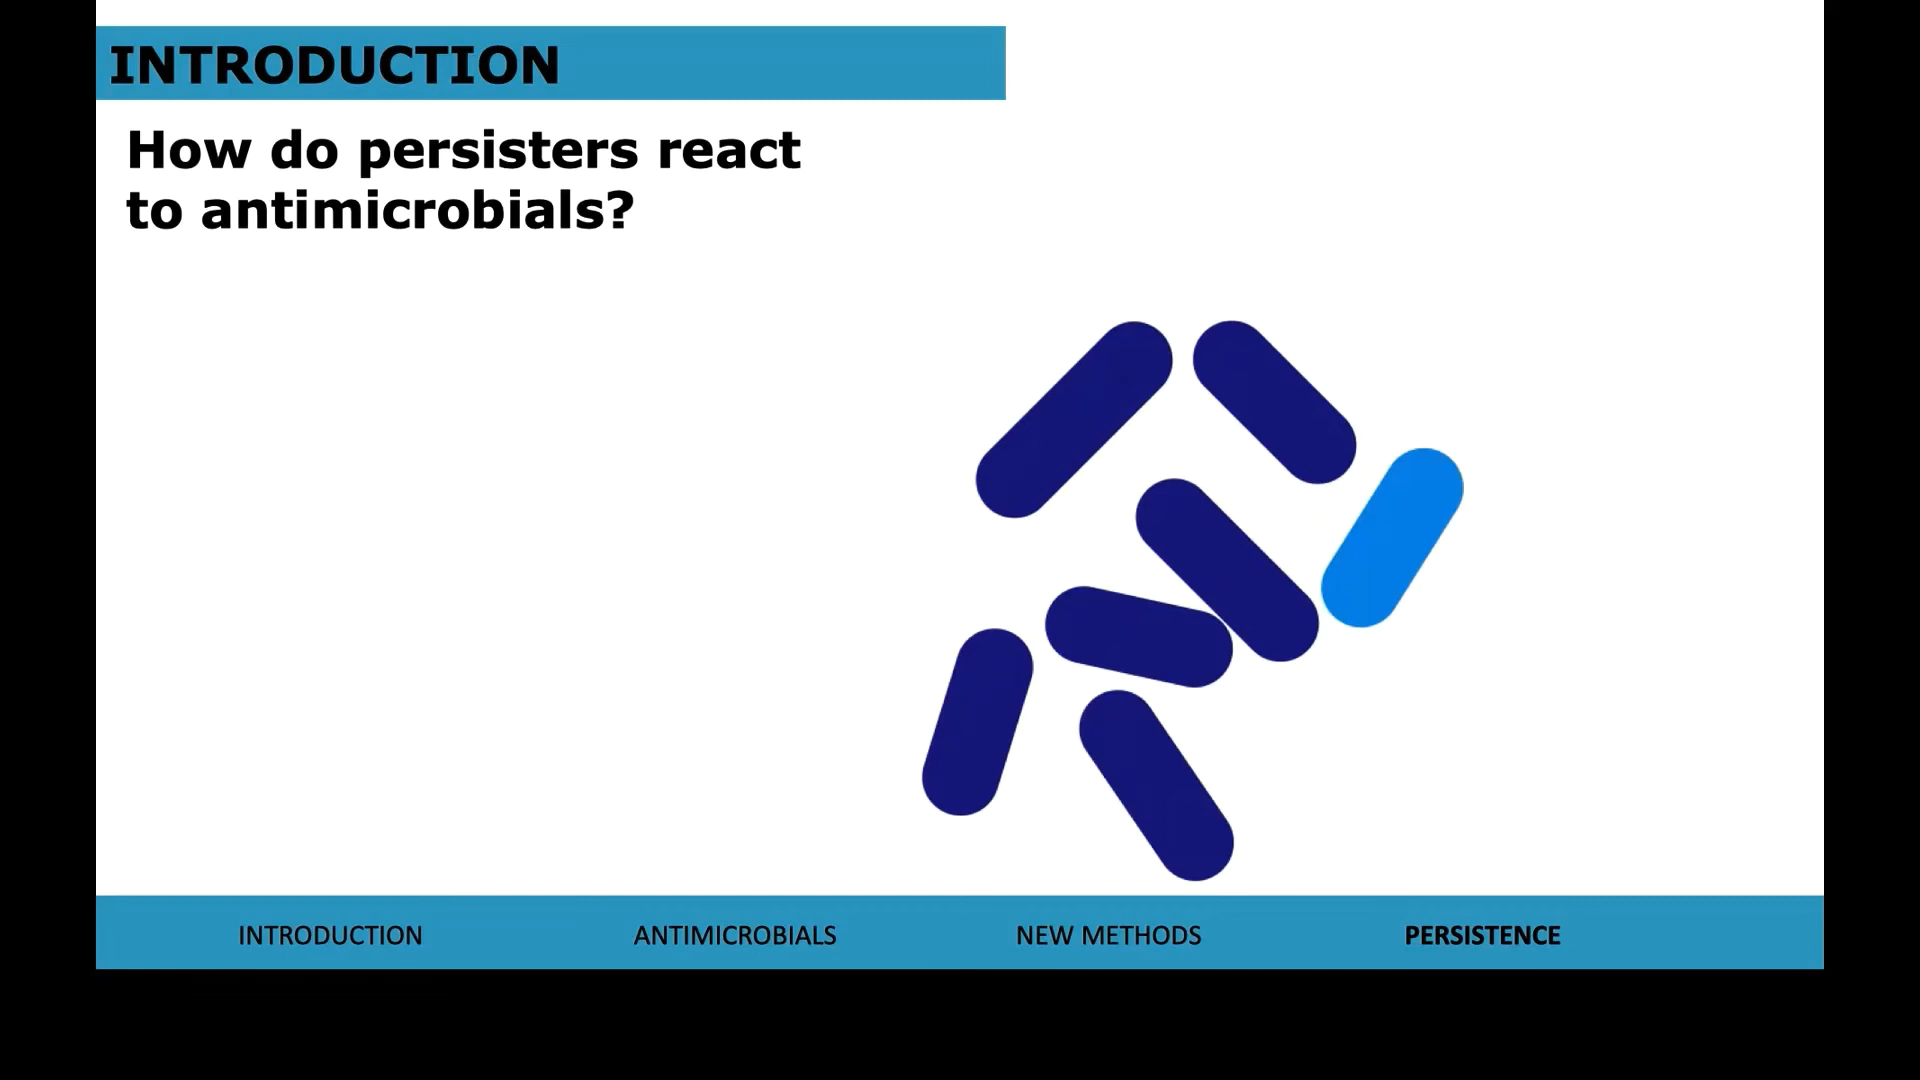 INTRODUCTION
How do persisters react
to antimicrobials?
INTRODUCTION
ANTIMICROBIALS
NEW METHODS
PERSISTENCE